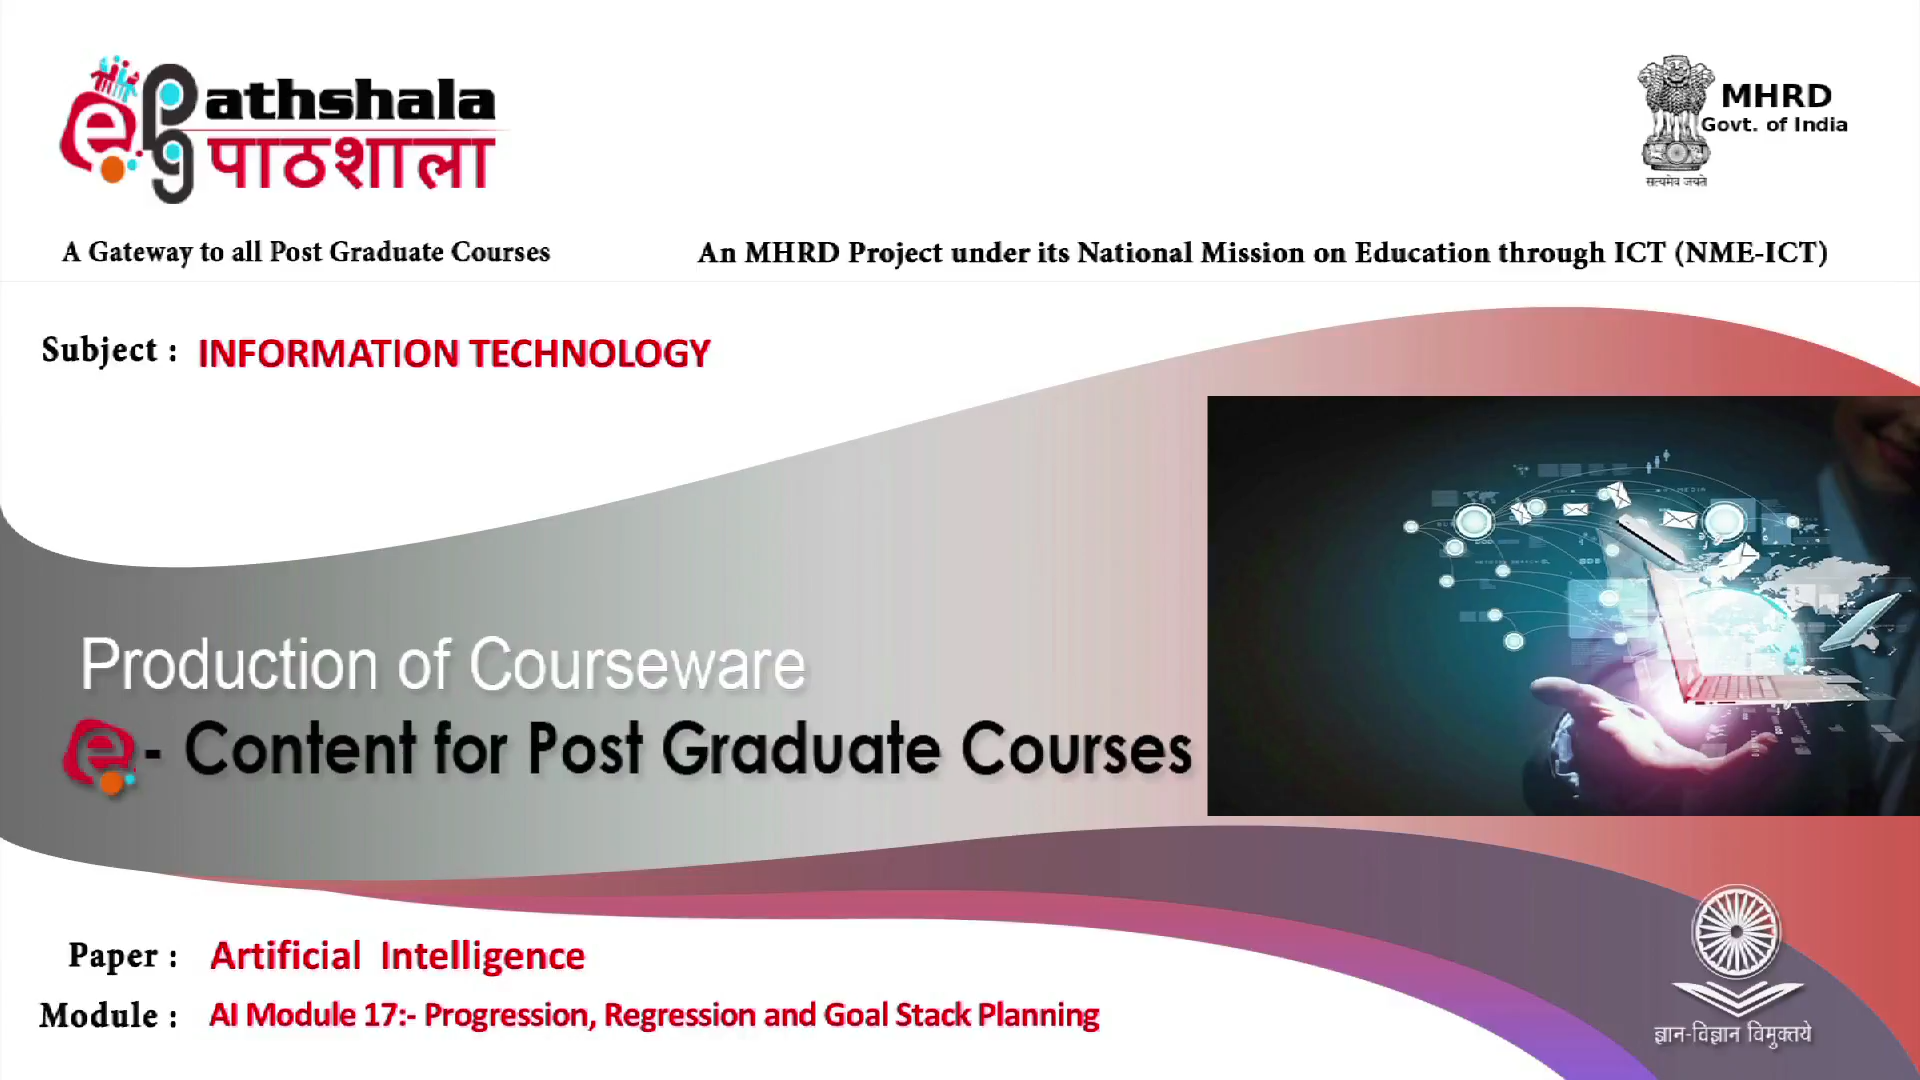 e pg Pathshala
पाठशाला
MHRD
Govt. of India
सत्यमेव जयते
A Gateway to all Post Graduate Courses
An MHRD Project under its National Mission on Education through ICT (NME-ICT)
Subject : INFORMATION TECHNOLOGY
Production of Courseware
e - Content for Post Graduate Courses
Paper : Artificial Intelligence
Module : AI Module 17:- Progression, Regression and Goal Stack Planning
ज्ञान-विज्ञान विमुक्तये